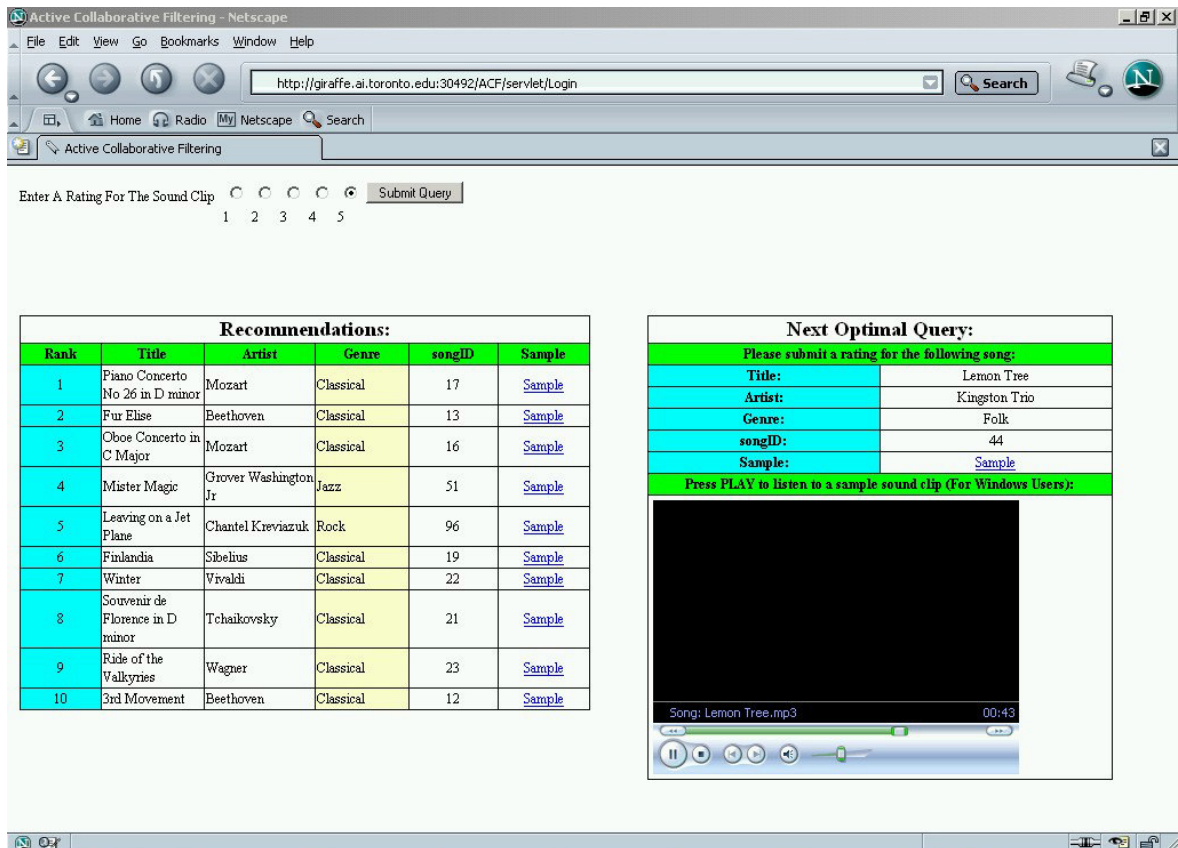 Active Collaborative Filtering - Netscape
File Edit View Go Bookmarks Window Help
http://giraffe.ai.toronto.edu:30492/ACF/servlet/Login Search N
Home Radio My Netscape Search
Active Collaborative Filtering
Enter A Rating For The Sound Clip Submit Query
1 2 3 4 5
Recommendations:
Rank Title Artist Genre songID Sample
1 Piano Concerto No 26 in D minor Mozart Classical 17 Sample
2 Fur Elise Beethoven Classical 13 Sample
3 Oboe Concerto in C Major Mozart Classical 16 Sample
4 Mister Magic Grover Washington Jr Jazz 51 Sample
5 Leaving on a Jet Plane Chantel Kreviazuk Rock 96 Sample
6 Finlandia Sibelius Classical 19 Sample
7 Winter Vivaldi Classical 22 Sample
8 Souvenir de Florence in D minor Tchaikovsky Classical 21 Sample
9 Ride of the Valkyries Wagner Classical 23 Sample
10 3rd Movement Beethoven Classical 12 Sample
Next Optimal Query:
Please submit a rating for the following song:
Title: Lemon Tree
Artist: Kingston Trio
Genre: Folk
songID: 44
Sample: Sample
Press PLAY to listen to a sample sound clip (For Windows Users):
Song: Lemon Tree.mp3 00:43